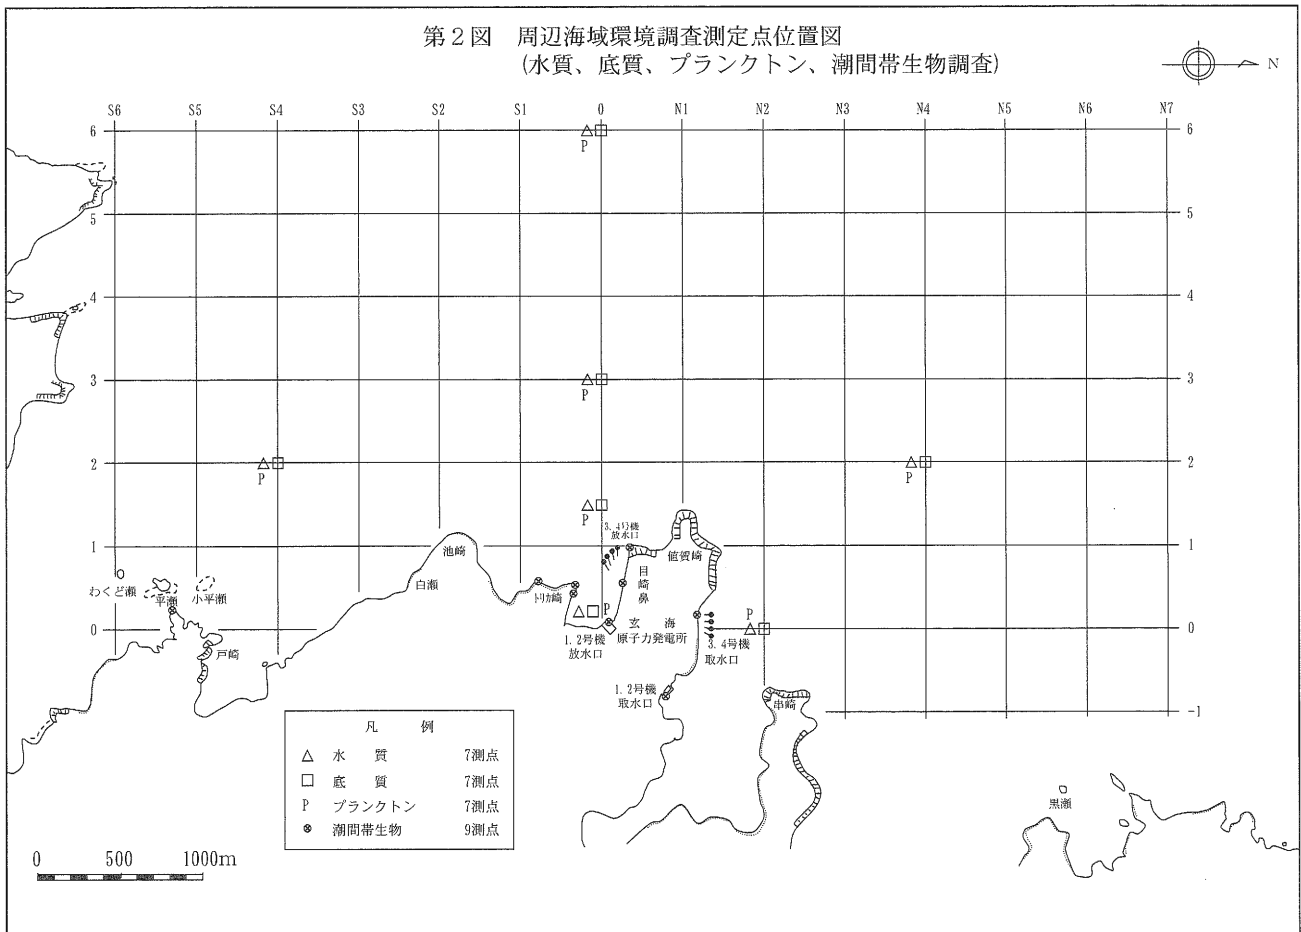 第2図 周辺海域環境調査測定点位置図
(水質、底質、プランクトン、潮間帯生物調査)
N
S6 S5 S4 S3 S2 S1 0 N1 N2 N3 N4 N5 N6 N7
6 6
P
5 5
4 4
3 3
P
2 2
P P
P
3.4号機
放水口
1 1
池崎
値賀崎
白瀬
目崎鼻
わくど瀬
平瀬
小平瀬
トリカ崎
P
P
0 0
玄海
原子力発電所
戸崎
1.2号機
放水口
3.4号機
取水口
1.2号機
取水口
串崎
-1
凡 例
△ 水 質 7測点
□ 底 質 7測点
P プランクトン 7測点
⊗ 潮間帯生物 9測点
黒瀬
0 500 1000m